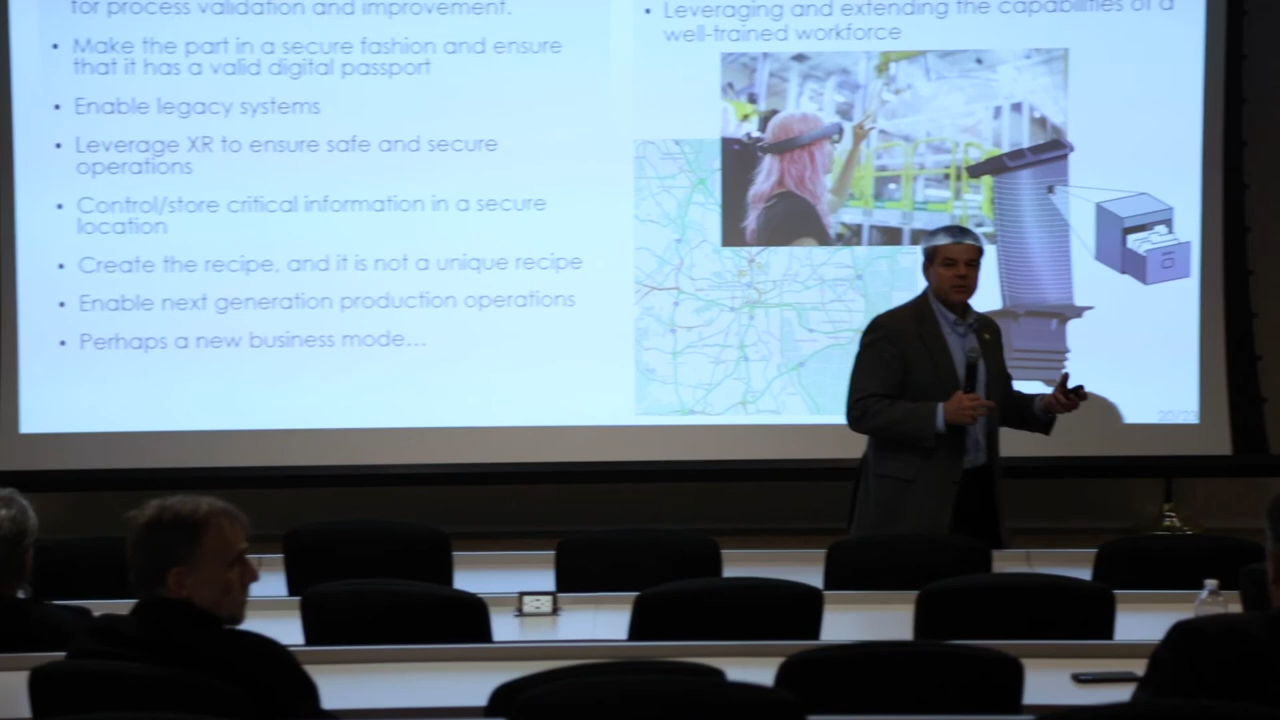 for process validation and improvement.
• Make the part in a secure fashion and ensure
that it has a valid digital passport
• Enable legacy systems
• Leverage XR to ensure safe and secure
operations
• Control/store critical information in a secure
location
• Create the recipe, and it is not a unique recipe
• Enable next generation production operations
• Perhaps a new business mode...
• Leveraging and extending the capabilities of a
well-trained workforce
20/23